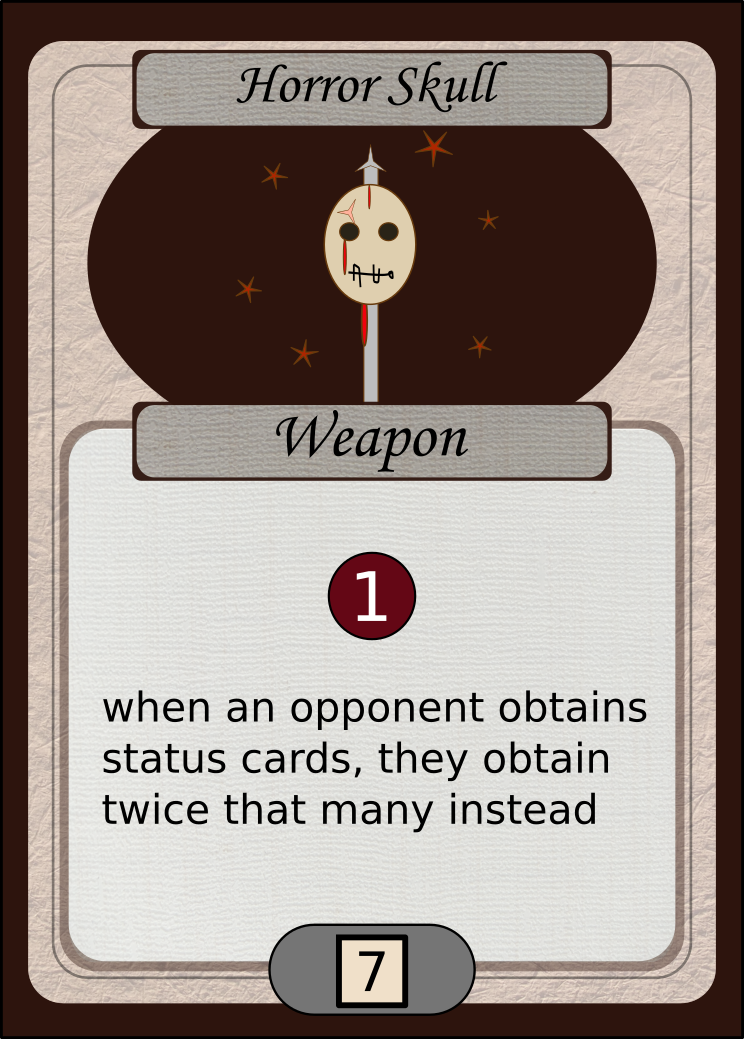 Horror Skull
Weapon
1
when an opponent obtains
status cards, they obtain
twice that many instead
7